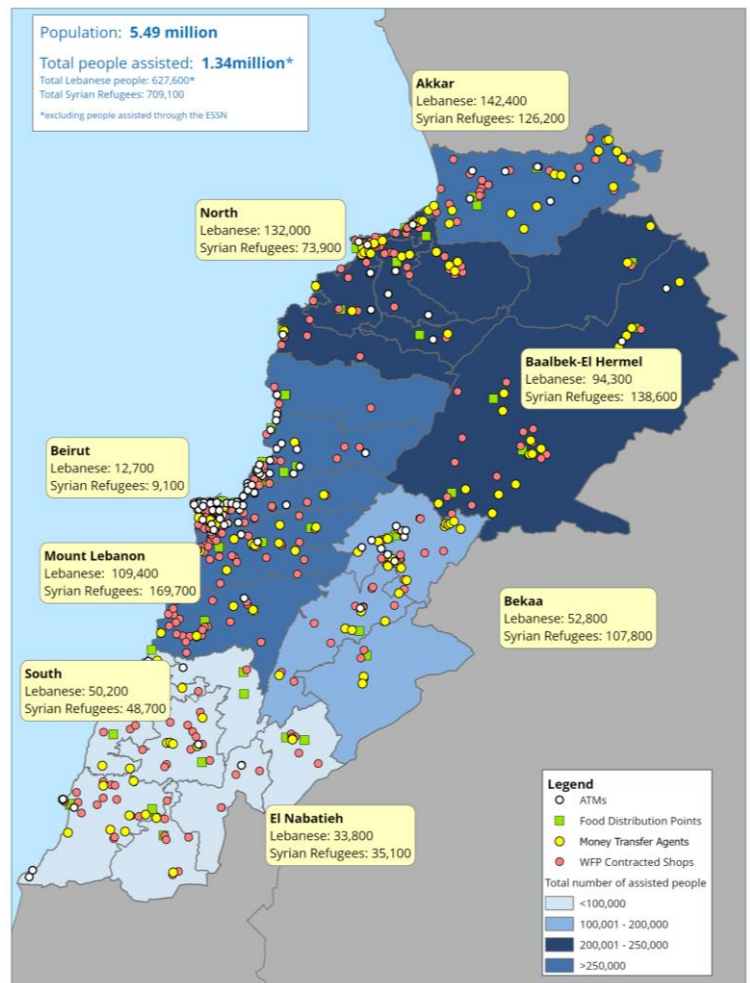 Population: 5.49 million
Total people assisted: 1.34million*
Total Lebanese people: 627,600*
Total Syrian Refugees: 709,100
*excluding people assisted through the ESSN
Akkar
Lebanese: 142,400
Syrian Refugees: 126,200
North
Lebanese: 132,000
Syrian Refugees: 73,900
Baalbek-El Hermel
Lebanese: 94,300
Syrian Refugees: 138,600
Beirut
Lebanese: 12,700
Syrian Refugees: 9,100
Mount Lebanon
Lebanese: 109,400
Syrian Refugees: 169,700
Bekaa
Lebanese: 52,800
Syrian Refugees: 107,800
South
Lebanese: 50,200
Syrian Refugees: 48,700
El Nabatieh
Lebanese: 33,800
Syrian Refugees: 35,100
Legend
ATMs
Food Distribution Points
Money Transfer Agents
WFP Contracted Shops
Total number of assisted people
<100,000
100,001 - 200,000
200,001 - 250,000
>250,000